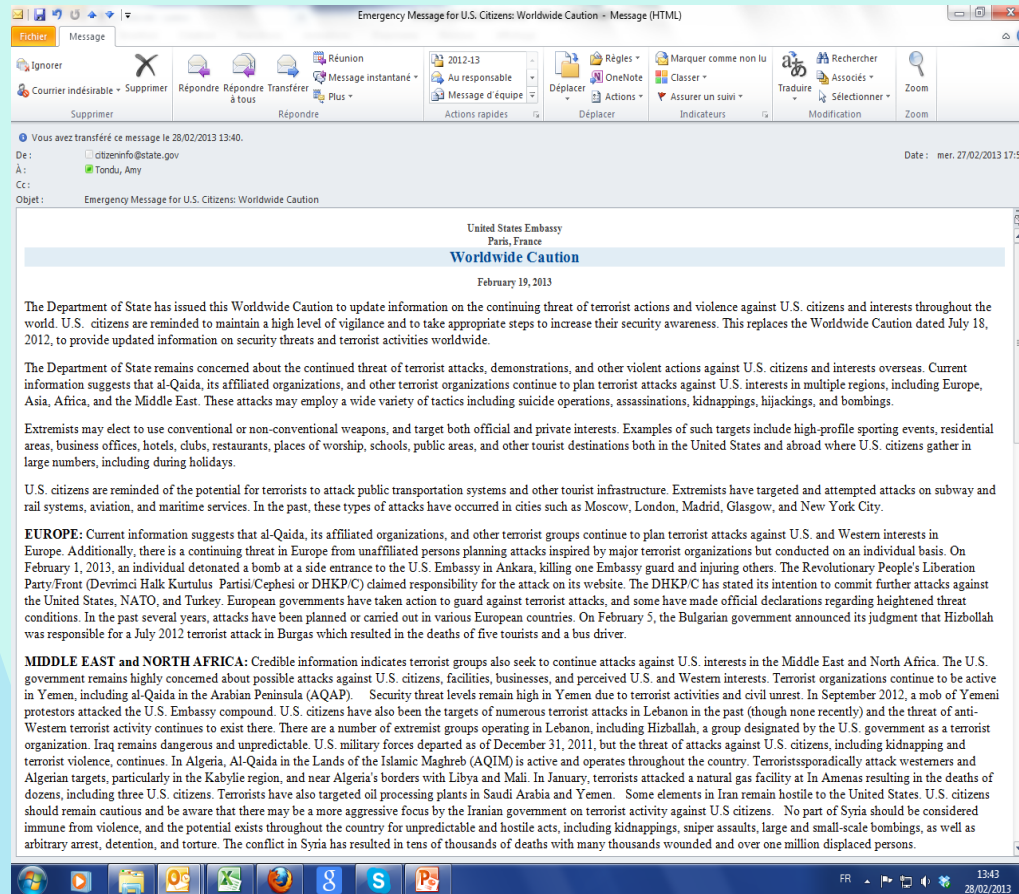 Emergency Message for U.S. Citizens: Worldwide Caution - Message (HTML)
Fichier Message
Ignorer
Courrier indésirable
Supprimer
Répondre
Répondre à tous
Transférer
Réunion
Message instantané
Plus
2012-13
Au responsable
Message d'équipe
Déplacer
Règles
OneNote
Actions
Marquer comme non lu
Classer
Assurer un suivi
Traduire
Rechercher
Associés
Sélectionner
Zoom
Supprimer Répondre Actions rapides Déplacer Indicateurs Modification Zoom
Vous avez transféré ce message le 28/02/2013 13:40.
De : citizeninfo@state.gov Date : mer. 27/02/2013 17:5
À : Tondu, Amy
Cc :
Objet : Emergency Message for U.S. Citizens: Worldwide Caution
United States Embassy
Paris, France
Worldwide Caution
February 19, 2013
The Department of State has issued this Worldwide Caution to update information on the continuing threat of terrorist actions and violence against U.S. citizens and interests throughout the
world. U.S. citizens are reminded to maintain a high level of vigilance and to take appropriate steps to increase their security awareness. This replaces the Worldwide Caution dated July 18,
2012, to provide updated information on security threats and terrorist activities worldwide.
The Department of State remains concerned about the continued threat of terrorist attacks, demonstrations, and other violent actions against U.S. citizens and interests overseas. Current
information suggests that al-Qaida, its affiliated organizations, and other terrorist organizations continue to plan terrorist attacks against U.S. interests in multiple regions, including Europe,
Asia, Africa, and the Middle East. These attacks may employ a wide variety of tactics including suicide operations, assassinations, kidnappings, hijackings, and bombings.
Extremists may elect to use conventional or non-conventional weapons, and target both official and private interests. Examples of such targets include high-profile sporting events, residential
areas, business offices, hotels, clubs, restaurants, places of worship, schools, public areas, and other tourist destinations both in the United States and abroad where U.S. citizens gather in
large numbers, including during holidays.
U.S. citizens are reminded of the potential for terrorists to attack public transportation systems and other tourist infrastructure. Extremists have targeted and attempted attacks on subway and
rail systems, aviation, and maritime services. In the past, these types of attacks have occurred in cities such as Moscow, London, Madrid, Glasgow, and New York City.
EUROPE: Current information suggests that al-Qaida, its affiliated organizations, and other terrorist groups continue to plan terrorist attacks against U.S. and Western interests in
Europe. Additionally, there is a continuing threat in Europe from unaffiliated persons planning attacks inspired by major terrorist organizations but conducted on an individual basis. On
February 1, 2013, an individual detonated a bomb at a side entrance to the U.S. Embassy in Ankara, killing one Embassy guard and injuring others. The Revolutionary People's Liberation
Party/Front (Devrimci Halk Kurtulus Partisi/Cephesi or DHKP/C) claimed responsibility for the attack on its website. The DHKP/C has stated its intention to commit further attacks against
the United States, NATO, and Turkey. European governments have taken action to guard against terrorist attacks, and some have made official declarations regarding heightened threat
conditions. In the past several years, attacks have been planned or carried out in various European countries. On February 5, the Bulgarian government announced its judgment that Hizbollah
was responsible for a July 2012 terrorist attack in Burgas which resulted in the deaths of five tourists and a bus driver.
MIDDLE EAST and NORTH AFRICA: Credible information indicates terrorist groups also seek to continue attacks against U.S. interests in the Middle East and North Africa. The U.S.
government remains highly concerned about possible attacks against U.S. citizens, facilities, businesses, and perceived U.S. and Western interests. Terrorist organizations continue to be active
in Yemen, including al-Qaida in the Arabian Peninsula (AQAP). Security threat levels remain high in Yemen due to terrorist activities and civil unrest. In September 2012, a mob of Yemeni
protestors attacked the U.S. Embassy compound. U.S. citizens have also been the targets of numerous terrorist attacks in Lebanon in the past (though none recently) and the threat of anti-
Western terrorist activity continues to exist there. There are a number of extremist groups operating in Lebanon, including Hizballah, a group designated by the U.S. government as a terrorist
organization. Iraq remains dangerous and unpredictable. U.S. military forces departed as of December 31, 2011, but the threat of attacks against U.S. citizens, including kidnapping and
terrorist violence, continues. In Algeria, Al-Qaida in the Lands of the Islamic Maghreb (AQIM) is active and operates throughout the country. Terroristssporadically attack westerners and
Algerian targets, particularly in the Kabylie region, and near Algeria's borders with Libya and Mali. In January, terrorists attacked a natural gas facility at In Amenas resulting in the deaths of
dozens, including three U.S. citizens. Terrorists have also targeted oil processing plants in Saudi Arabia and Yemen. Some elements in Iran remain hostile to the United States. U.S. citizens
should remain cautious and be aware that there may be a more aggressive focus by the Iranian government on terrorist activity against U.S citizens. No part of Syria should be considered
immune from violence, and the potential exists throughout the country for unpredictable and hostile acts, including kidnappings, sniper assaults, large and small-scale bombings, as well as
arbitrary arrest, detention, and torture. The conflict in Syria has resulted in tens of thousands of deaths with many thousands wounded and over one million displaced persons.
FR 13:43
28/02/2013